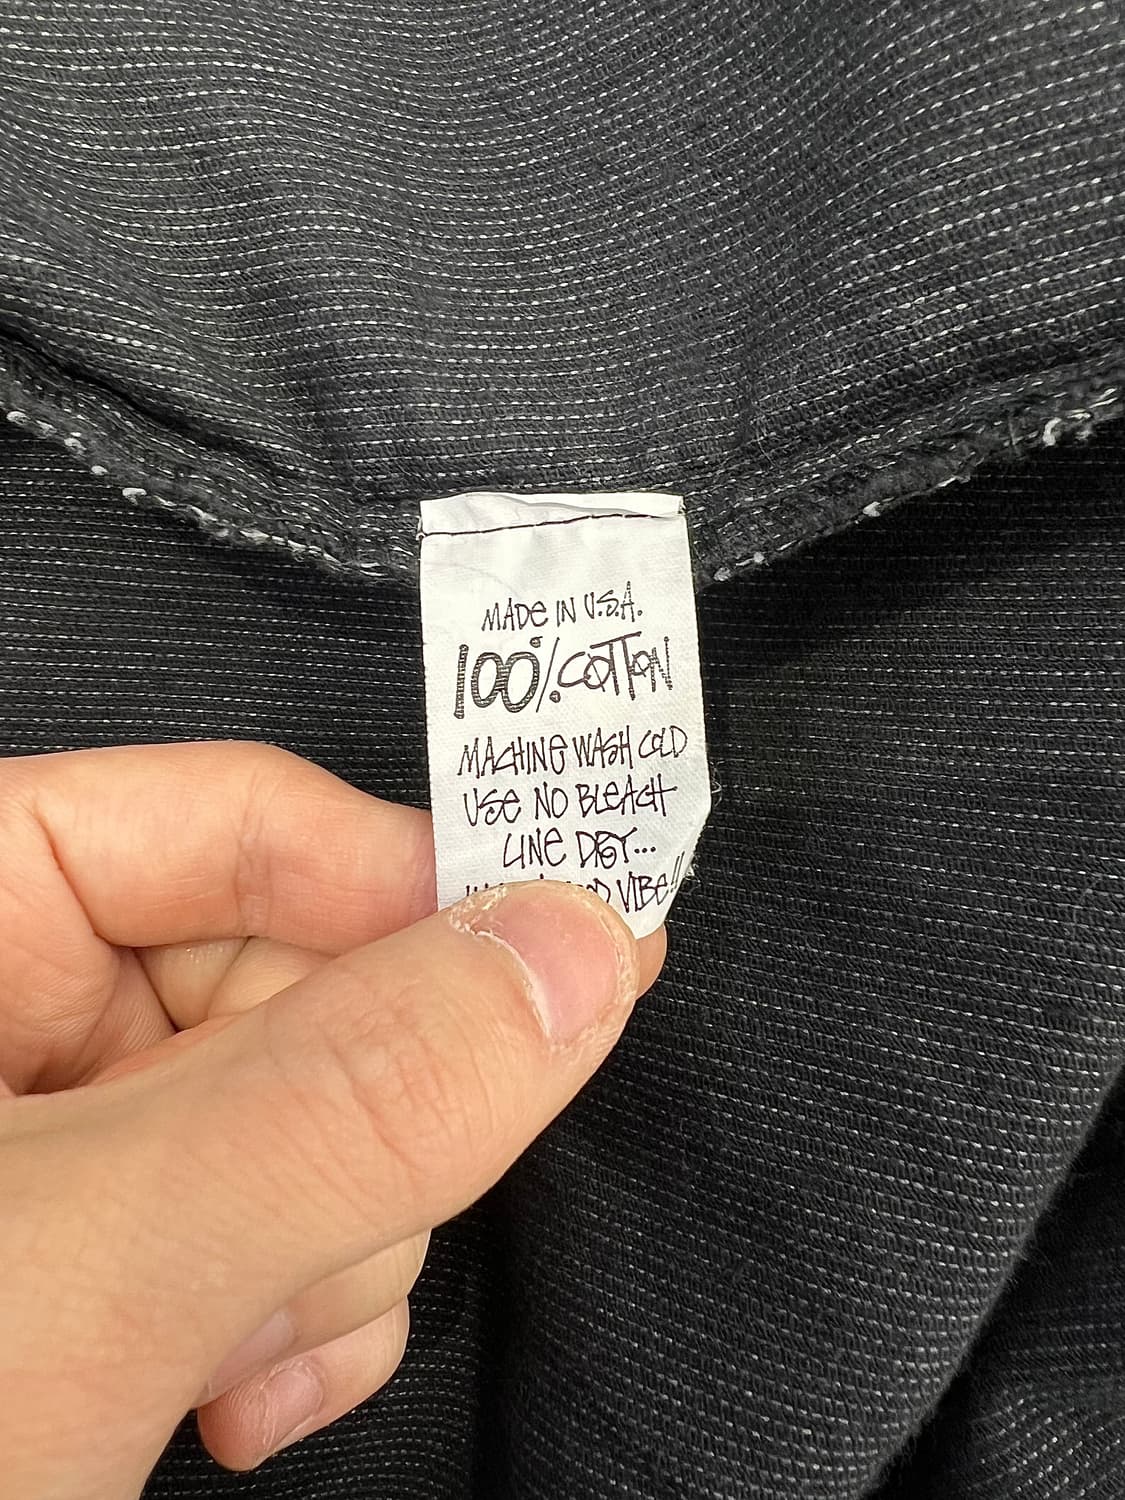 MADE IN U.S.A.
100% COTTON
MACHINE WASH COLD
USE NO BLEACH
LINE DRY...
VIBE!!